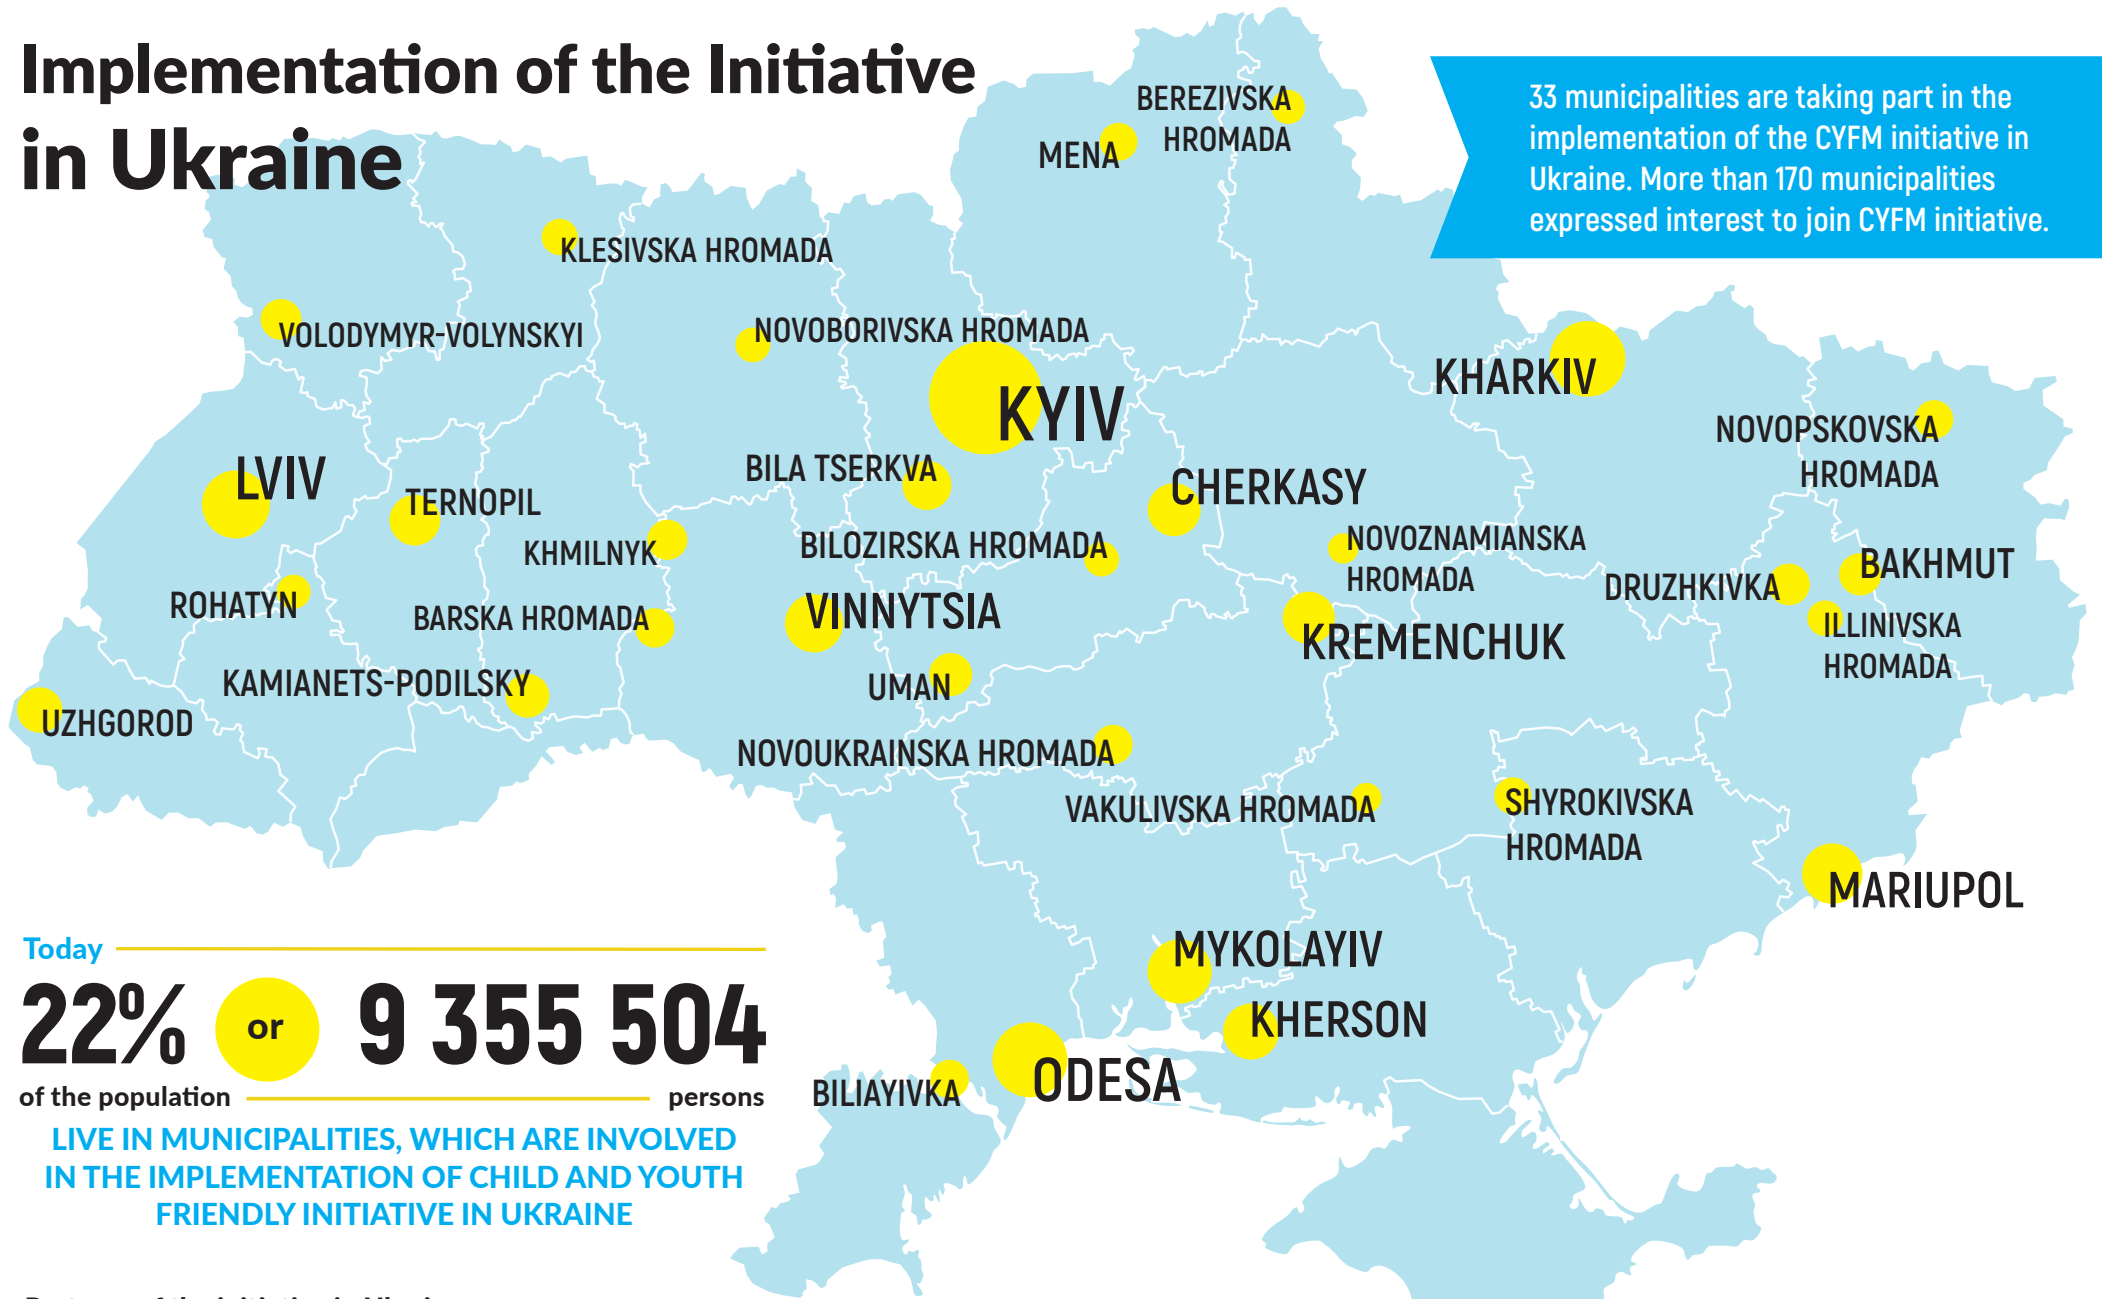 Implementation of the Initiative
in Ukraine
33 municipalities are taking part in the
implementation of the CYFM initiative in
Ukraine. More than 170 municipalities
expressed interest to join CYFM initiative.
BEREZIVSKA
HROMADA
MENA
KLESIVSKA HROMADA
VOLODYMYR-VOLYNSKYI
NOVOBORIVSKA HROMADA
KYIV
KHARKIV
NOVOPSKOVSKA
HROMADA
LVIV
TERNOPIL
BILA TSERKVA
CHERKASY
KHMILNYK
BILOZIRSKA HROMADA
NOVOZNAMIANSKA
HROMADA
DRUZHKIVKA
BAKHMUT
ROHATYN
BARSKA HROMADA
VINNYTSIA
KREMENCHUK
ILLINIVSKA
HROMADA
KAMIANETS-PODILSKY
UMAN
UZHGOROD
NOVOUKRAINSKA HROMADA
VAKULIVSKA HROMADA
SHYROKIVSKA
HROMADA
MARIUPOL
MYKOLAYIV
KHERSON
ODESA
BILIAYIVKA
Today
22% or 9 355 504
of the population persons
LIVE IN MUNICIPALITIES, WHICH ARE INVOLVED
IN THE IMPLEMENTATION OF CHILD AND YOUTH
FRIENDLY INITIATIVE IN UKRAINE